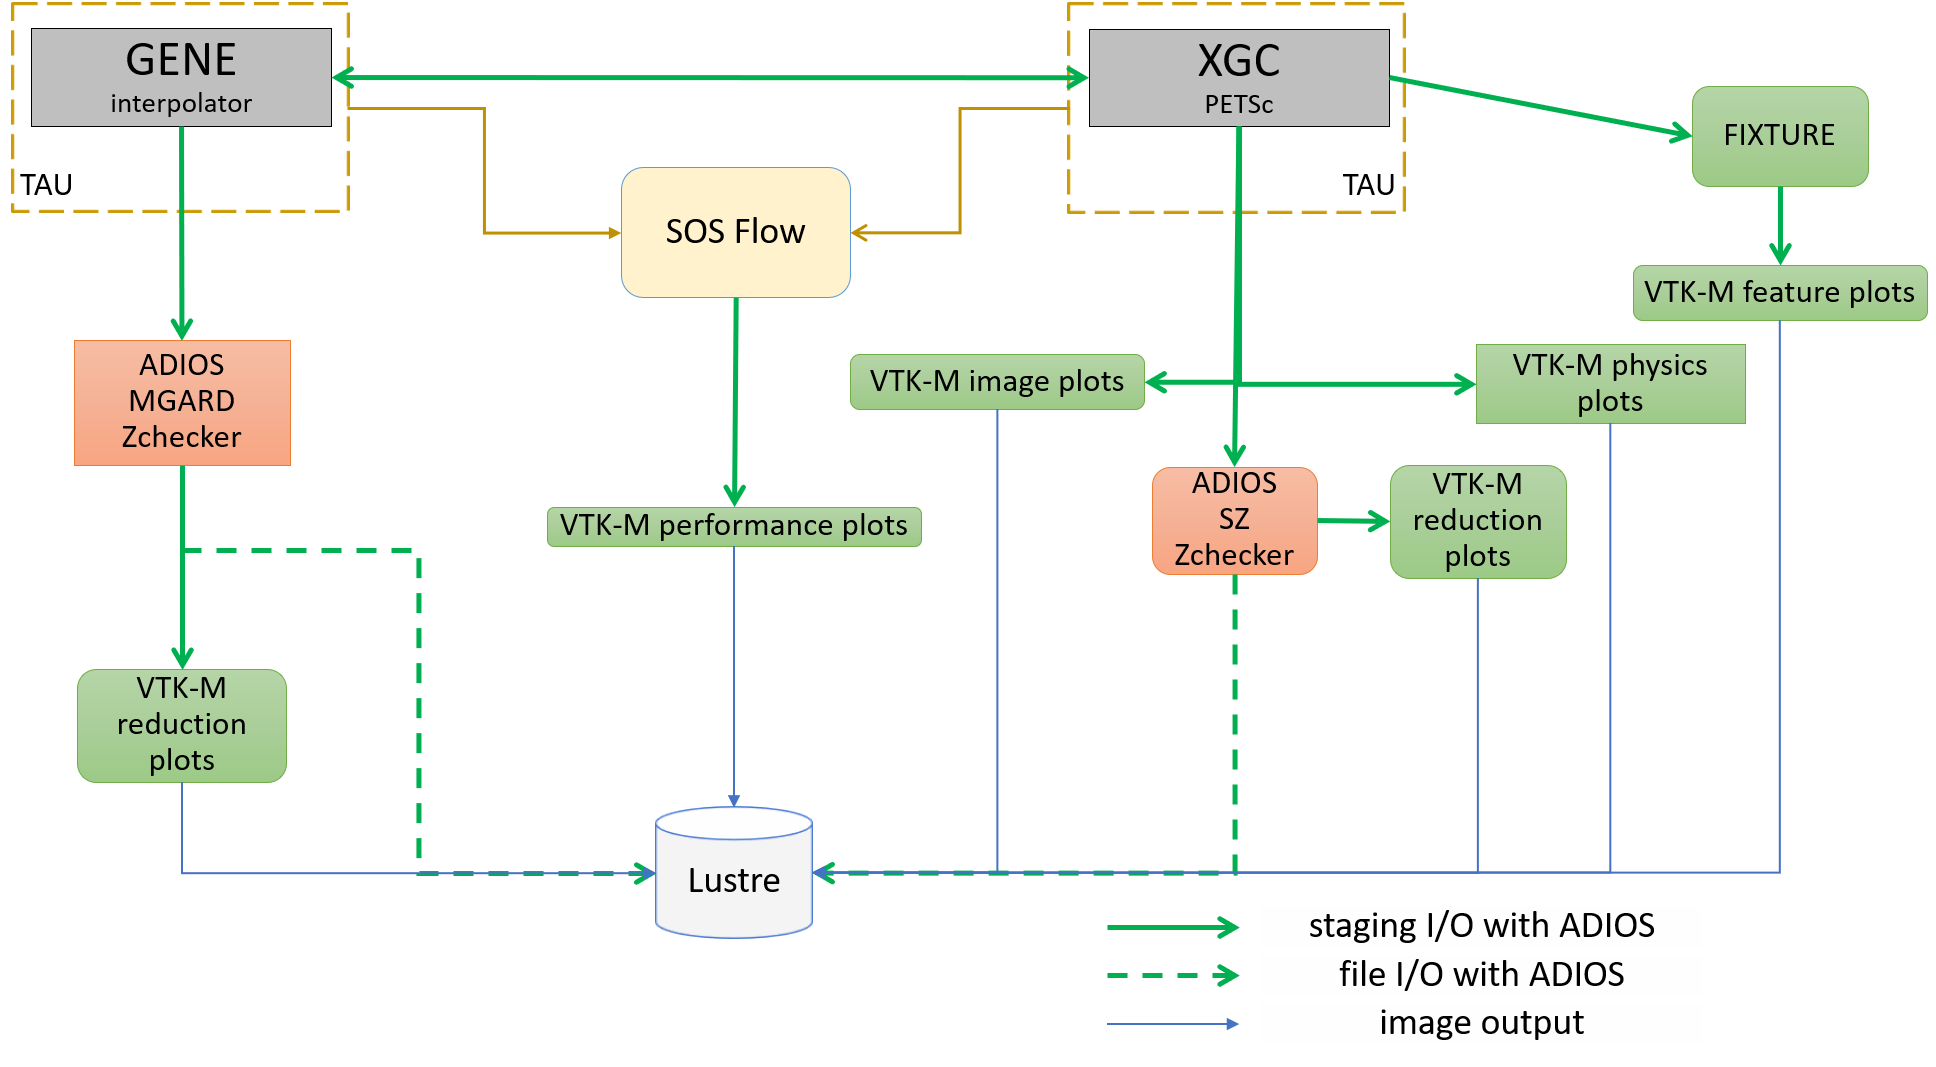 GENE
interpolator
TAU
XGC
PETSc
TAU
FIXTURE
SOS Flow
VTK-M feature plots
ADIOS
MGARD
Zchecker
VTK-M image plots
VTK-M physics
plots
ADIOS
SZ
Zchecker
VTK-M
reduction
plots
VTK-M performance plots
VTK-M
reduction
plots
Lustre
staging I/O with ADIOS
file I/O with ADIOS
image output